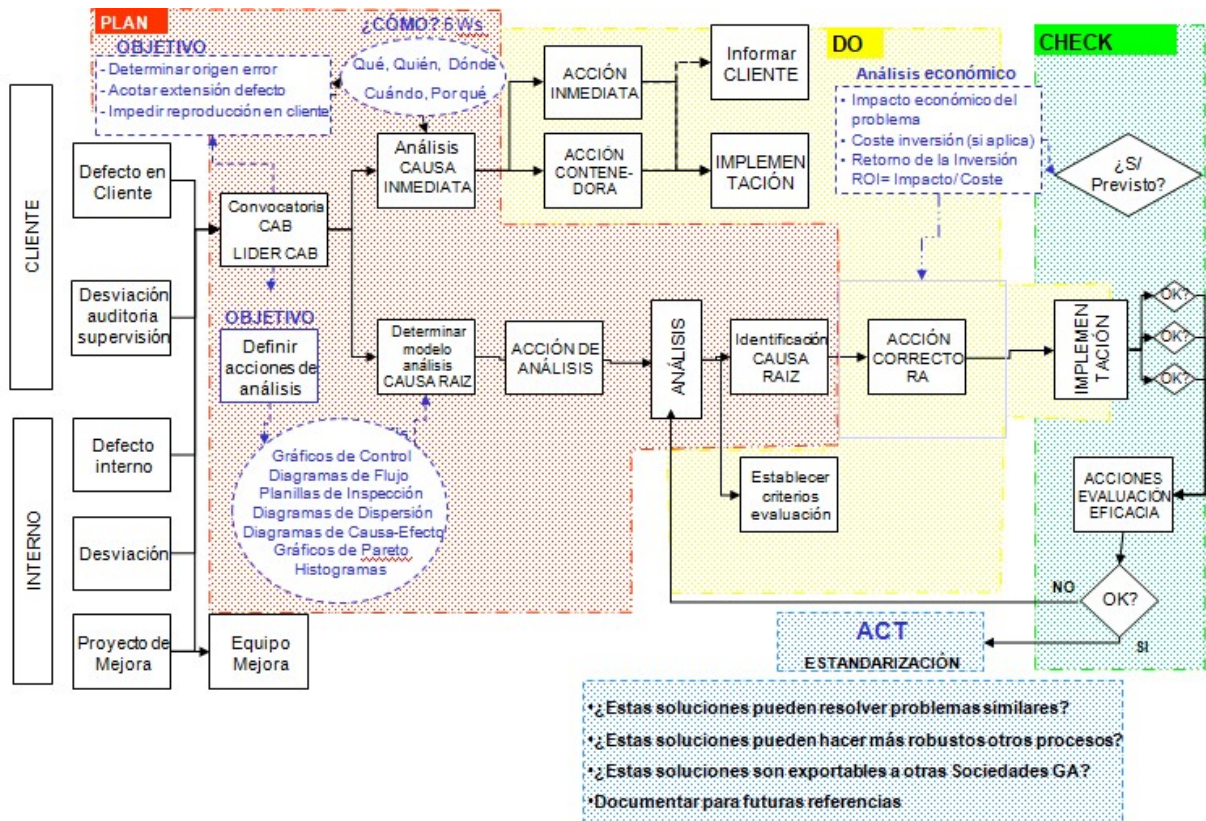 PLAN
OBJETIVO
- Determinar origen error
- Acotar extensión defecto
- Impedir reproducción en cliente
¿CÓMO? 5 Ws
Qué, Quién, Dónde
Cuándo, Por qué
DO
CHECK
CLIENTE
INTERNO
Defecto en
Cliente
Desviación
auditoria
supervisión
Defecto
interno
Desviación
Proyecto de
Mejora
Equipo
Mejora
Convocatoria
CAB
LIDER CAB
OBJETIVO
Definir
acciones de
análisis
Gráficos de Control
Diagramas de Flujo
Planillas de Inspección
Diagramas de Dispersión
Diagramas de Causa-Efecto
Gráficos de Pareto
Histogramas
Análisis
CAUSA
INMEDIATA
Determinar
modelo
análisis
CAUSA RAIZ
ACCIÓN
INMEDIATA
ACCIÓN
CONTENE-
DORA
Informar
CLIENTE
IMPLEMEN
TACIÓN
ACCIÓN DE
ANÁLISIS
ANÁLISIS
Identificación
CAUSA
RAIZ
Establecer
criterios
evaluación
Análisis económico
• Impacto económico del
problema
• Coste inversión (si aplica)
• Retorno de la Inversión
ROI= Impacto/ Coste
ACCIÓN
CORRECTO
RA
¿S/
Previsto?
IMPLEMEN
TACIÓN
OK?
OK?
OK?
ACCIONES
EVALUACIÓN
EFICACIA
OK?
NO
SI
ACT
ESTANDARIZACIÓN
•¿Estas soluciones pueden resolver problemas similares?
•¿Estas soluciones pueden hacer más robustos otros procesos?
•¿Estas soluciones son exportables a otras Sociedades GA?
•Documentar para futuras referencias